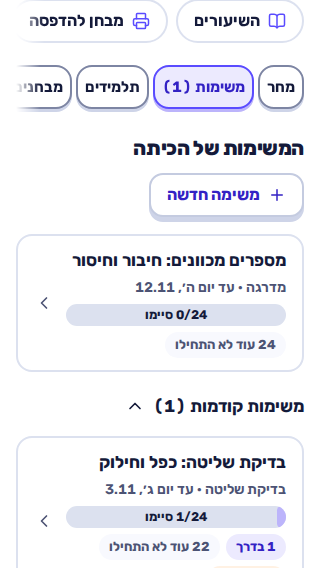 השיעורים
מבחן להדפסה
מחר
משימות (1)
תלמידים
מבחנים
המשימות של הכיתה
משימה חדשה
מספרים מכוונים: חיבור וחיסור
מדרגה • עד יום ה׳, 12.11
0/24 סיימו
24 עוד לא התחילו
משימות קודמות (1)
בדיקת שליטה: כפל וחילוק
בדיקת שליטה • עד יום ג׳, 3.11
1/24 סיימו
1 בדרך
22 עוד לא התחילו